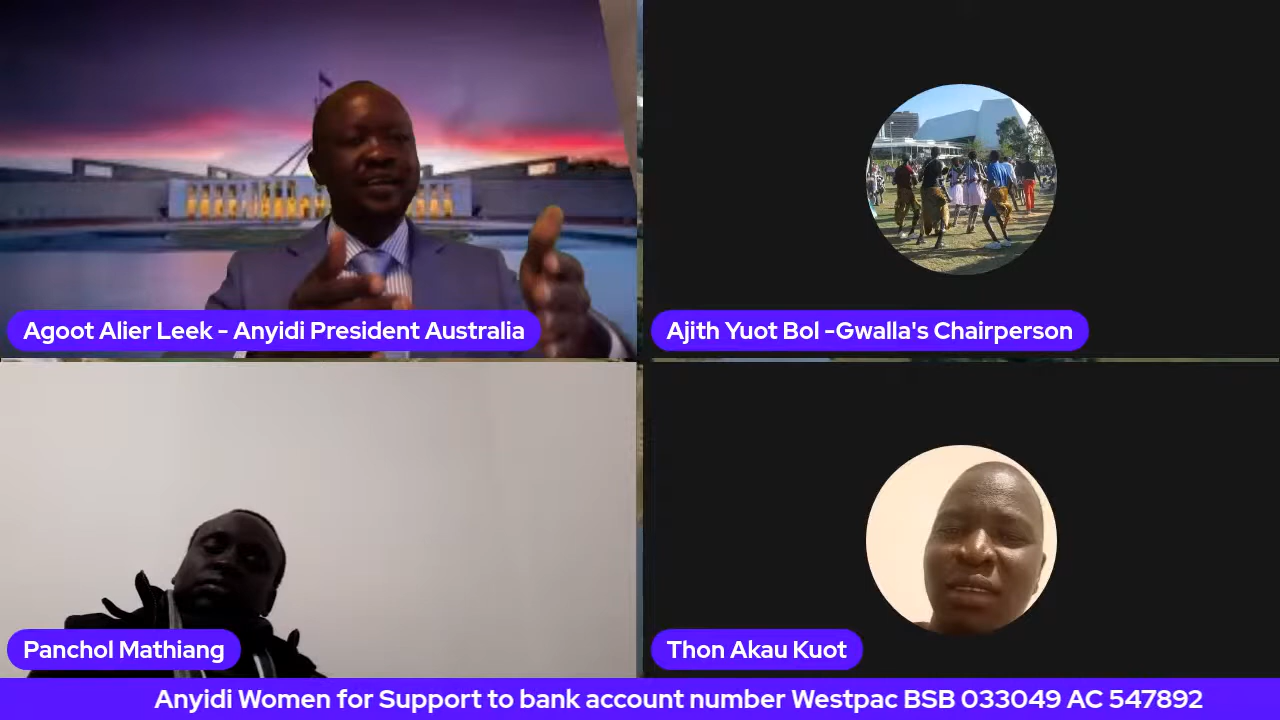 Agoot Alier Leek - Anyidi President Australia
Ajith Yuot Bol -Gwalla's Chairperson
Panchol Mathiang
Thon Akau Kuot
Anyidi Women for Support to bank account number Westpac BSB 033049 AC 547892